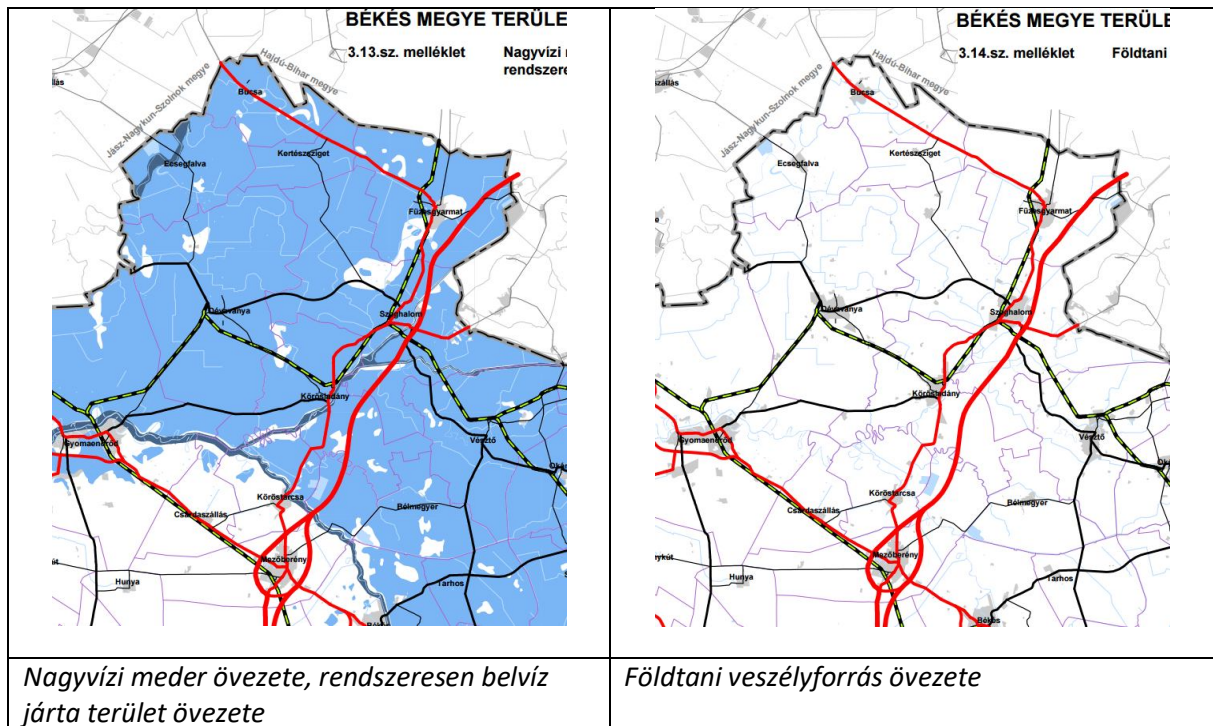 BÉKÉS MEGYE TERÜLE
3.13.sz. melléklet Nagyvízi
rendszere
Hajdú-Bihar megye
Jász-Nagykun-Szolnok megye
Bucsa
Kertészsziget
Ecsegfalva
Füzesgyarmat
Dévaványa
Szeghalom
Körösladány
Gyomaendrőd
Vésztő
Köröstarcsa
Csárdaszállás
Bélmegyer
Mezőberény
Hunya
Tarhos
BÉKÉS MEGYE TERÜLE
3.14.sz. melléklet Földtani
Hajdú-Bihar megye
Jász-Nagykun-Szolnok megye
Bucsa
Kertészsziget
Ecsegfalva
Füzesgyarmat
Dévaványa
Szeghalom
Körösladány
Gyomaendrőd
Vésztő
Köröstarcsa
Csárdaszállás
Bélmegyer
Mezőberény
Hunya
Tarhos
Békés
Nagyvízi meder övezete, rendszeresen belvíz
járta terület övezete
Földtani veszélyforrás övezete